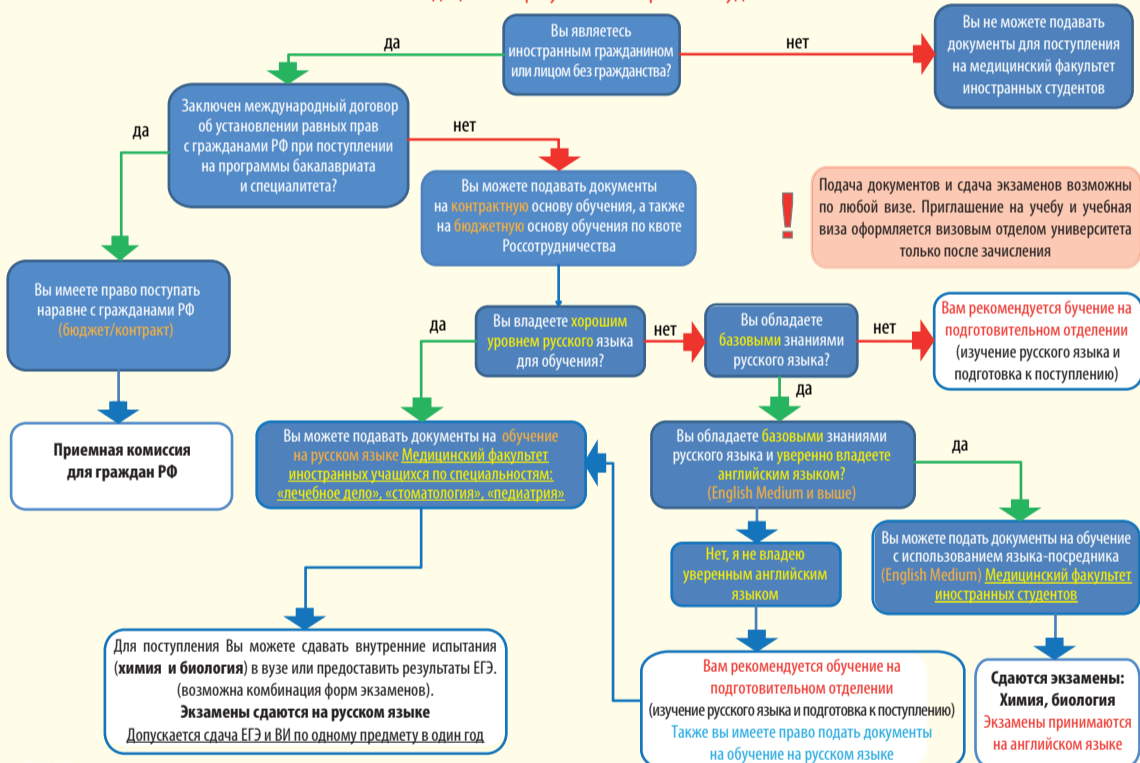 Вы являетесь
иностранным гражданином
или лицом без гражданства?
да
нет
Вы не можете подавать
документы для поступления
на медицинский факультет
иностранных студентов
Заключен международный договор
об установлении равных прав
с гражданами РФ при поступлении
на программы бакалавриата
и специалитета?
да
нет
Вы можете подавать документы
на контрактную основу обучения, а также
на бюджетную основу обучения по квоте
Россотрудничества
!
Подача документов и сдача экзаменов возможны
по любой визе. Приглашение на учебу и учебная
виза оформляется визовым отделом университета
только после зачисления
Вы имеете право поступать
наравне с гражданами РФ
(бюджет/контракт)
Приемная комиссия
для граждан РФ
Вы владеете хорошим
уровнем русского языка
для обучения?
да
нет
Вы обладаете
базовыми знаниями
русского языка?
нет
да
Вам рекомендуется бучение на
подготовительном отделении
(изучение русского языка и
подготовка к поступлению)
Вы можете подавать документы на обучение
на русском языке Медицинский факультет
иностранных учащихся по специальностям:
«лечебное дело», «стоматология», «педиатрия»
Вы обладаете базовыми знаниями
русского языка и уверенно владеете
английским языком?
(English Medium и выше)
да
Нет, я не владею
уверенным английским
языком
Вы можете подать документы на обучение
с использованием языка-посредника
(English Medium) Медицинский факультет
иностранных студентов
Для поступления Вы можете сдавать внутренние испытания
(химия и биология) в вузе или предоставить результаты ЕГЭ.
(возможна комбинация форм экзаменов).
Экзамены сдаются на русском языке
Допускается сдача ЕГЭ и ВИ по одному предмету в один год
Вам рекомендуется обучение на
подготовительном отделении
(изучение русского языка и подготовка к поступлению)
Также вы имеете право подать документы
на обучение на русском языке
Сдаются экзамены:
Химия, биология
Экзамены принимаются
на английском языке